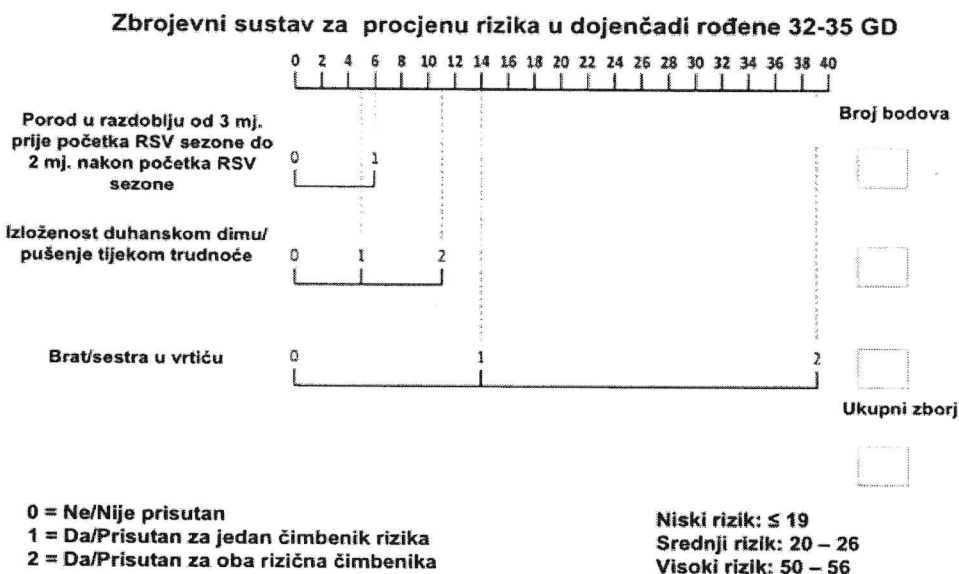 Zbrojevni sustav za procjenu rizika u dojenčadi rođene 32-35 GD
0 2 4 6 8 10 12 14 16 18 20 22 24 26 28 30 32 34 36 38 40
Broj bodova
Porod u razdoblju od 3 mj.
prije početka RSV sezone do
2 mj. nakon početka RSV
sezone
0 1
Izloženost duhanskom dimu/
pušenje tijekom trudnoće
0 1 2
Brat/sestra u vrtiću
0 1 2
Ukupni zborj
0 = Ne/Nije prisutan
1 = Da/Prisutan za jedan čimbenik rizika
2 = Da/Prisutan za oba rizična čimbenika
Niski rizik: ≤ 19
Srednji rizik: 20 – 26
Visoki rizik: 50 – 56